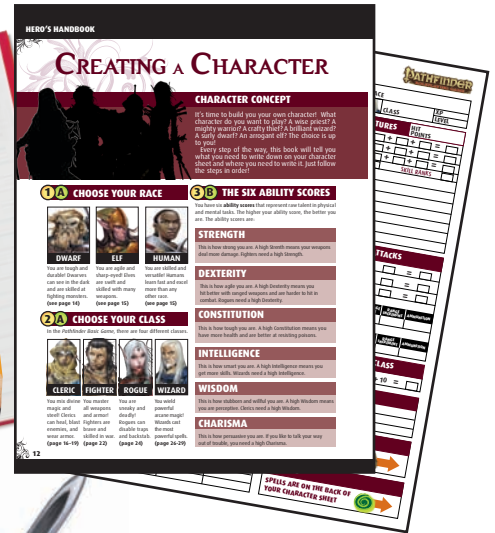 HERO'S HANDBOOK
CREATING A CHARACTER
CHARACTER CONCEPT
It's time to build you your own character! What
character do you want to play? A wise priest? A
mighty warrior? A crafty thief? A brilliant wizard?
A surly dwarf? An arrogant elf? The choice is up
to you!
Every step of the way, this book will tell you
what you need to write down on your character
sheet and where you need to write it. Just follow
the steps in order!
1 A CHOOSE YOUR RACE
DWARF
You are tough and
durable! Dwarves
can see in the dark
and are skilled at
fighting monsters.
(see page 14)
ELF
You are agile and
sharp-eyed! Elves
are swift and
skilled with many
weapons.
(see page 15)
HUMAN
You are skilled and
versatile! Humans
learn fast and excel
more than any
other race.
(see page 15)
2 A CHOOSE YOUR CLASS
In the Pathfinder Basic Game, there are four different classes.
CLERIC
You mix divine
magic and
steel! Clerics
can heal, blast
enemies, and
wear armor.
(page 16-19)
FIGHTER
You master
all weapons
and armor!
Fighters are
brave and
skilled in war.
(page 22)
ROGUE
You are
sneaky and
deadly!
Rogues can
disable traps
and backstab.
(page 24)
WIZARD
You wield
powerful
arcane magic!
Wizards cast
the most
powerful spells.
(page 26-29)
12
3 B THE SIX ABILITY SCORES
You have six ability scores that represent raw talent in physical
and mental tasks. The higher your ability score, the better you
are. The ability scores are:
STRENGTH
This is how strong you are. A high Strenth means your weapons
deal more damage. Fighters need a high Strength.
DEXTERITY
This is how agile you are. A high Dexterity means you
hit better with ranged weapons and are harder to hit in
combat. Rogues need a high Dexterity.
CONSTITUTION
This is how tough you are. A high Constitution means you
have more health and are better at resisting poisons.
INTELLIGENCE
This is how smart you are. A high Intelligence means you
get more skills. Wizards need a high Intelligence.
WISDOM
This is how stubborn and willful you are. A high Wisdom means
you are perceptive. Clerics need a high Wisdom.
CHARISMA
This is how persuasive you are. If you like to talk your way
out of trouble, you need a high Charisma.
PATHFINDER
CLASS
XP
LEVEL
HIT
POINTS
+ + =
+ + =
+ + =
SKILL RANKS
=
=
=
AMMUNITION
AMMUNITION
+ 10 =
SPELLS ARE ON THE BACK OF
YOUR CHARACTER SHEET